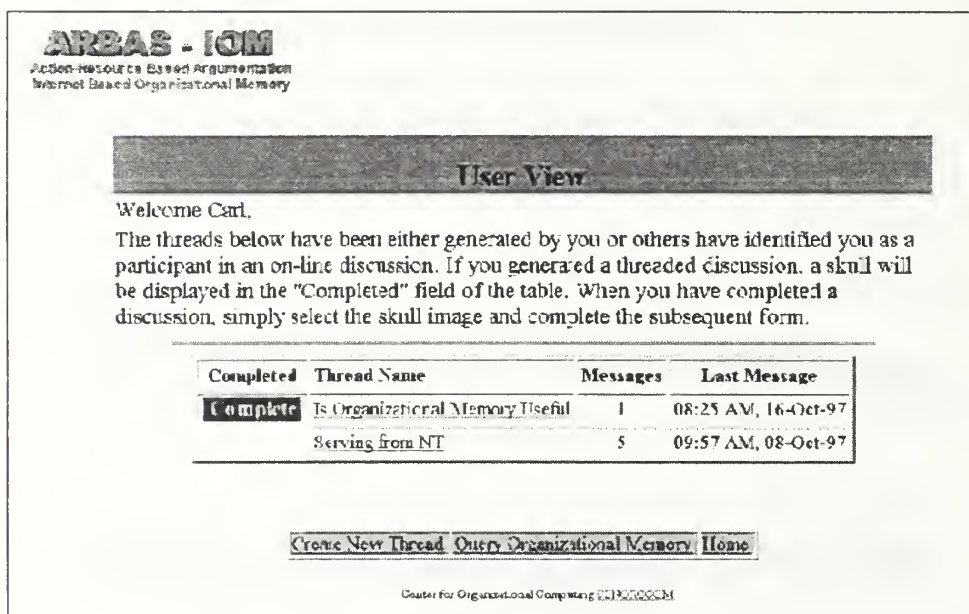 ARBAS - IOM
Action-Resource Based Argumentation
Internet Based Organizational Memory
User View
Welcome Carl,
The threads below have been either generated by you or others have identified you as a
participant in an on-line discussion. If you generated a threaded discussion, a skull will
be displayed in the "Completed" field of the table. When you have completed a
discussion, simply select the skull image and complete the subsequent form.
Completed Thread Name Messages Last Message
Complete Is Organizational Memory Useful 1 08:25 AM, 16-Oct-97
Serving from NT 5 09:57 AM, 08-Oct-97
Create New Thread Query Organizational Memory Home
Center for Organizational Computing